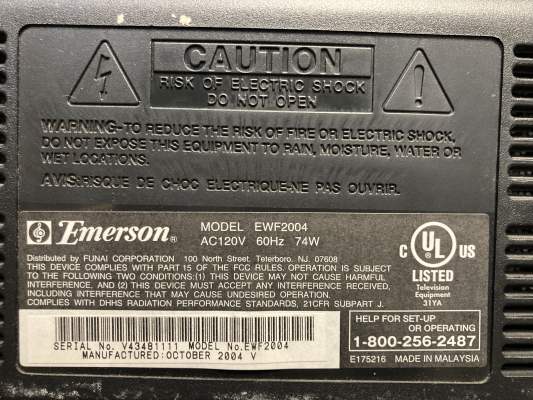 CAUTION
RISK OF ELECTRIC SHOCK
DO NOT OPEN
WARNING-TO REDUCE THE RISK OF FIRE OR ELECTRIC SHOCK,
DO NOT EXPOSE THIS EQUIPMENT TO RAIN, MOISTURE, WATER OR
WET LOCATIONS.
AVIS:RISQUE DE CHOC ELECTRIQUE-NE PAS OUVRIR.
Emerson®
MODEL EWF2004
AC120V 60Hz 74W
Distributed by FUNAI CORPORATION 100 North Street. Teterboro. NJ. 07608
THIS DEVICE COMPLIES WITH PART 15 OF THE FCC RULES. OPERATION IS SUBJECT
TO THE FOLLOWING TWO CONDITIONS:(1) THIS DEVICE MAY NOT CAUSE HARMFUL
INTERFERENCE, AND (2) THIS DEVICE MUST ACCEPT ANY INTERFERENCE RECEIVED,
INCLUDING INTERFERENCE THAT MAY CAUSE UNDESIRED OPERATION.
COMPLIES WITH DHHS RADIATION PERFORMANCE STANDARDS, 21CFR SUBPART J.
C UL US
®
LISTED
Television
Equipment
31YA
SERIAL No. V43481111 MODEL No.EWF2004
MANUFACTURED:OCTOBER 2004 V
HELP FOR SET-UP
OR OPERATING
1-800-256-2487
E175216 MADE IN MALAYSIA